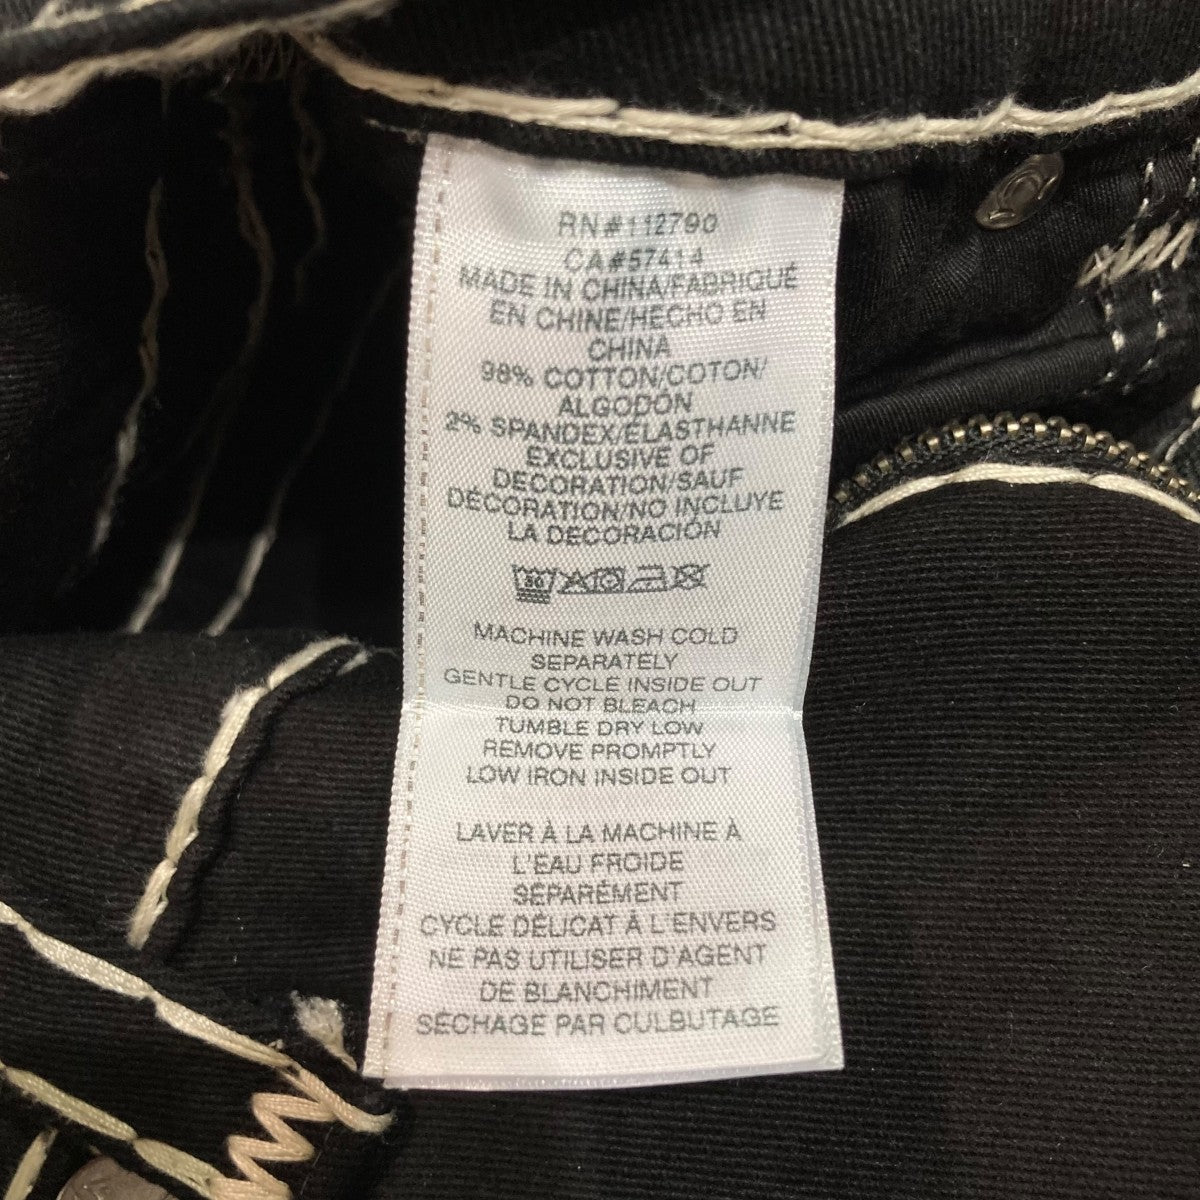 RN#112790
CA#57414
MADE IN CHINA/FABRIQUÉ
EN CHINE/HECHO EN
CHINA
98% COTTON/COTON/
ALGODÓN
2% SPANDEX/ÉLASTHANNE
EXCLUSIVE OF
DECORATION/SAUF
DÉCORATION/NO INCLUYE
LA DECORACIÓN
30
MACHINE WASH COLD
SEPARATELY
GENTLE CYCLE INSIDE OUT
DO NOT BLEACH
TUMBLE DRY LOW
REMOVE PROMPTLY
LOW IRON INSIDE OUT
LAVER À LA MACHINE À
L'EAU FROIDE
SÉPARÉMENT
CYCLE DÉLICAT À L'ENVERS
NE PAS UTILISER D'AGENT
DE BLANCHIMENT
SÉCHAGE PAR CULBUTAGE